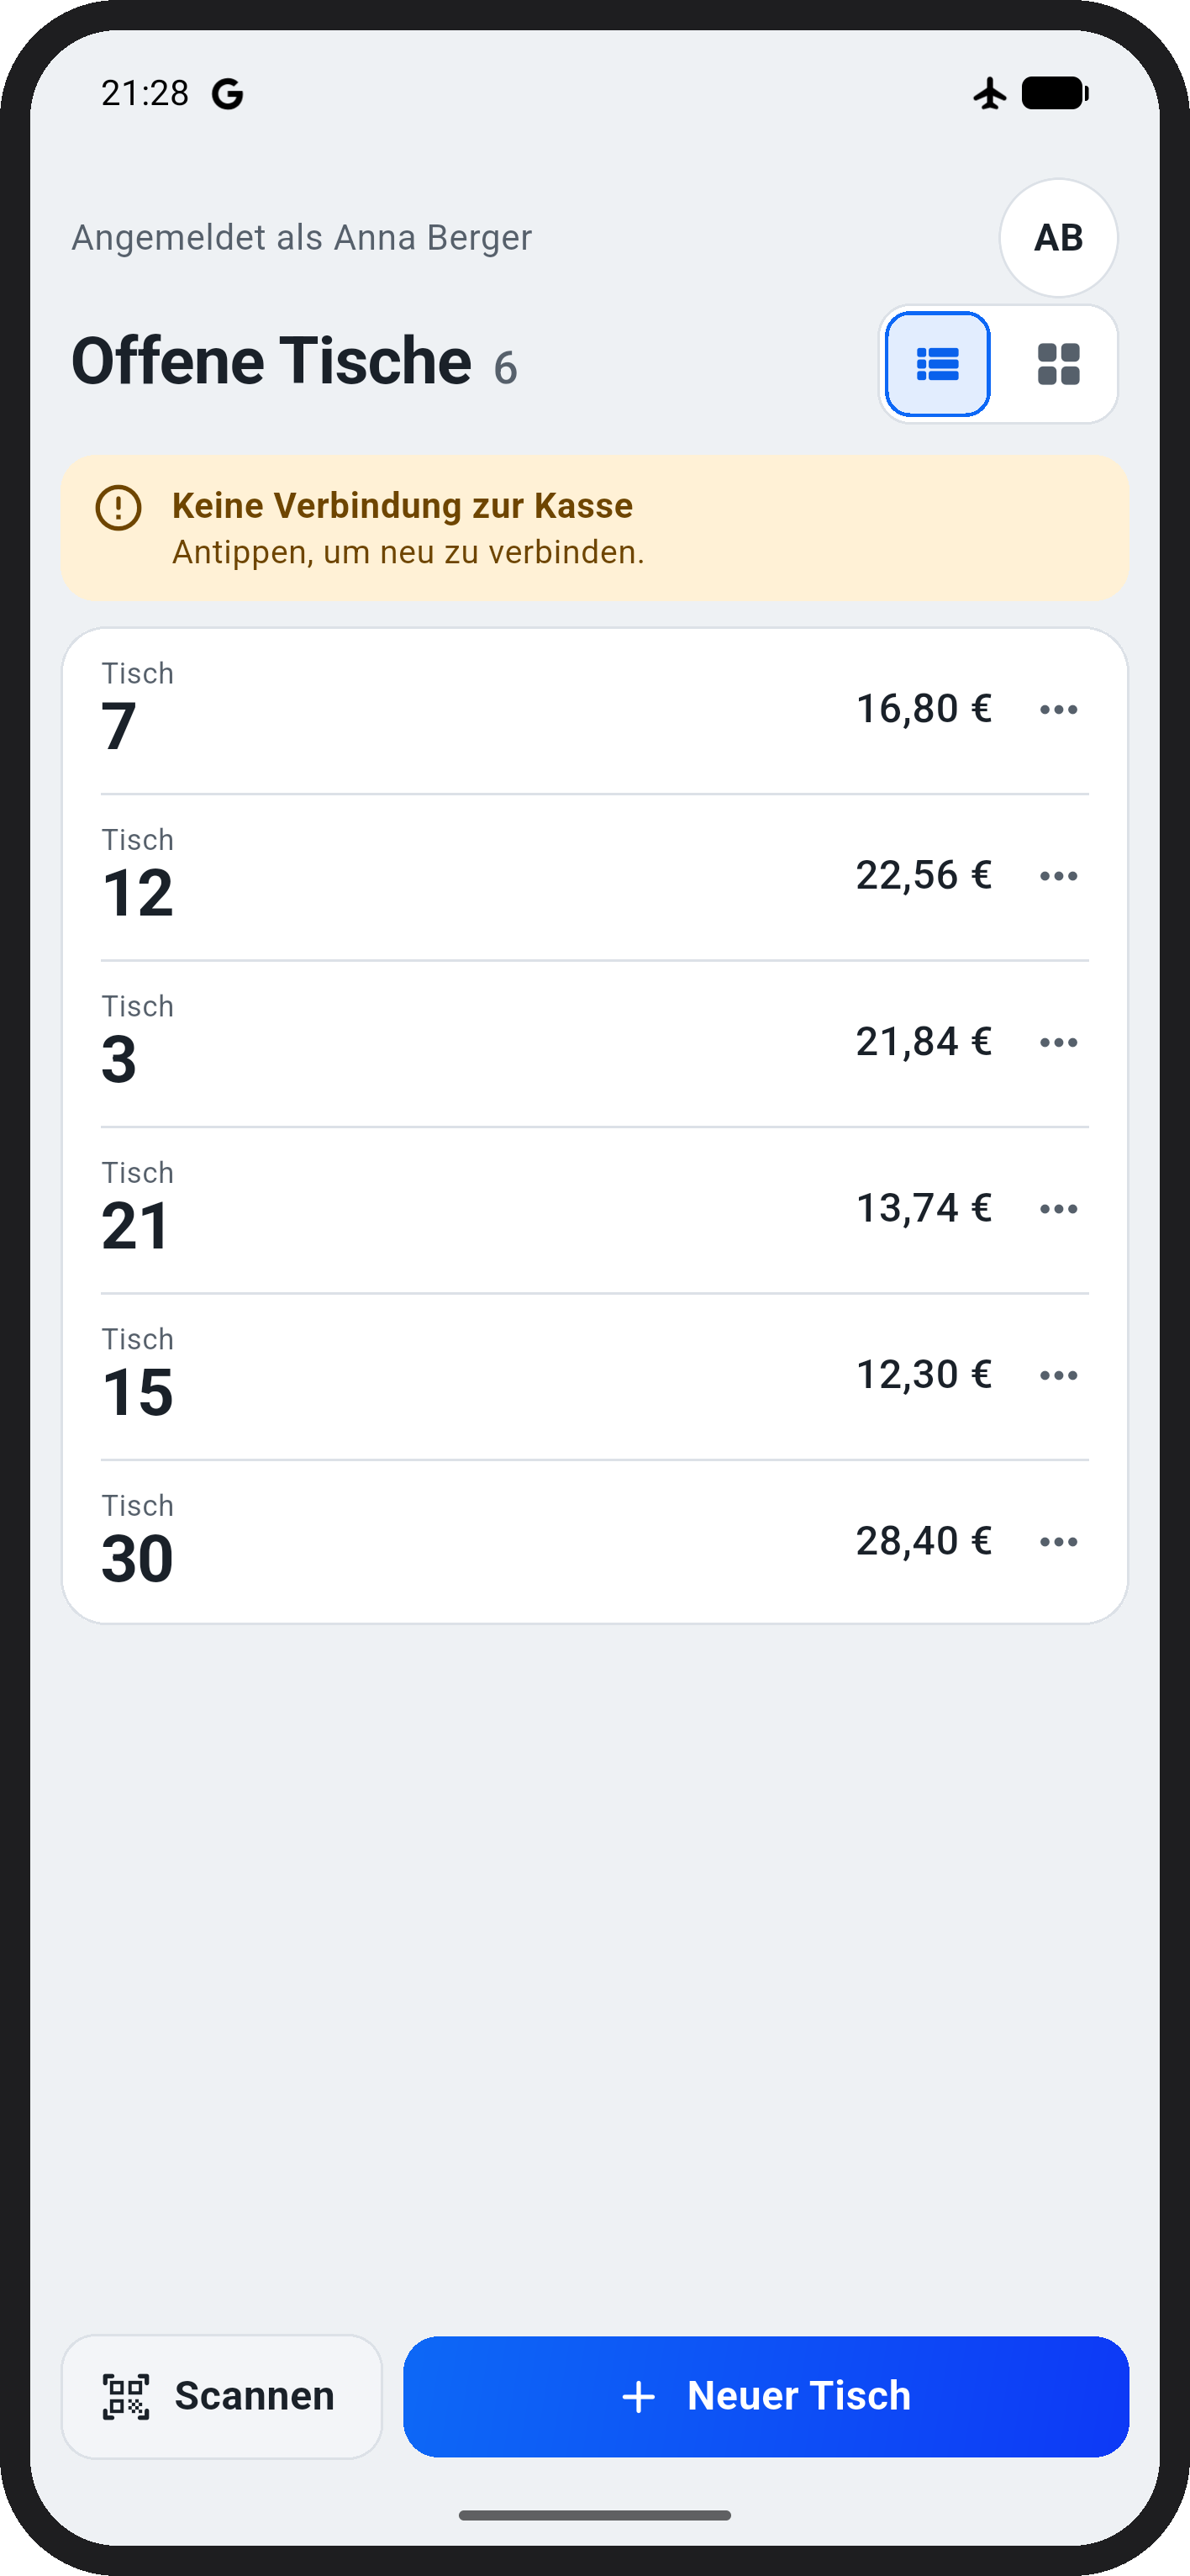 21:28
Angemeldet als Anna Berger
AB
Offene Tische 6
Keine Verbindung zur Kasse
Antippen, um neu zu verbinden.
Tisch
7
16,80 €
Tisch
12
22,56 €
Tisch
3
21,84 €
Tisch
21
13,74 €
Tisch
15
12,30 €
Tisch
30
28,40 €
Scannen
Neuer Tisch